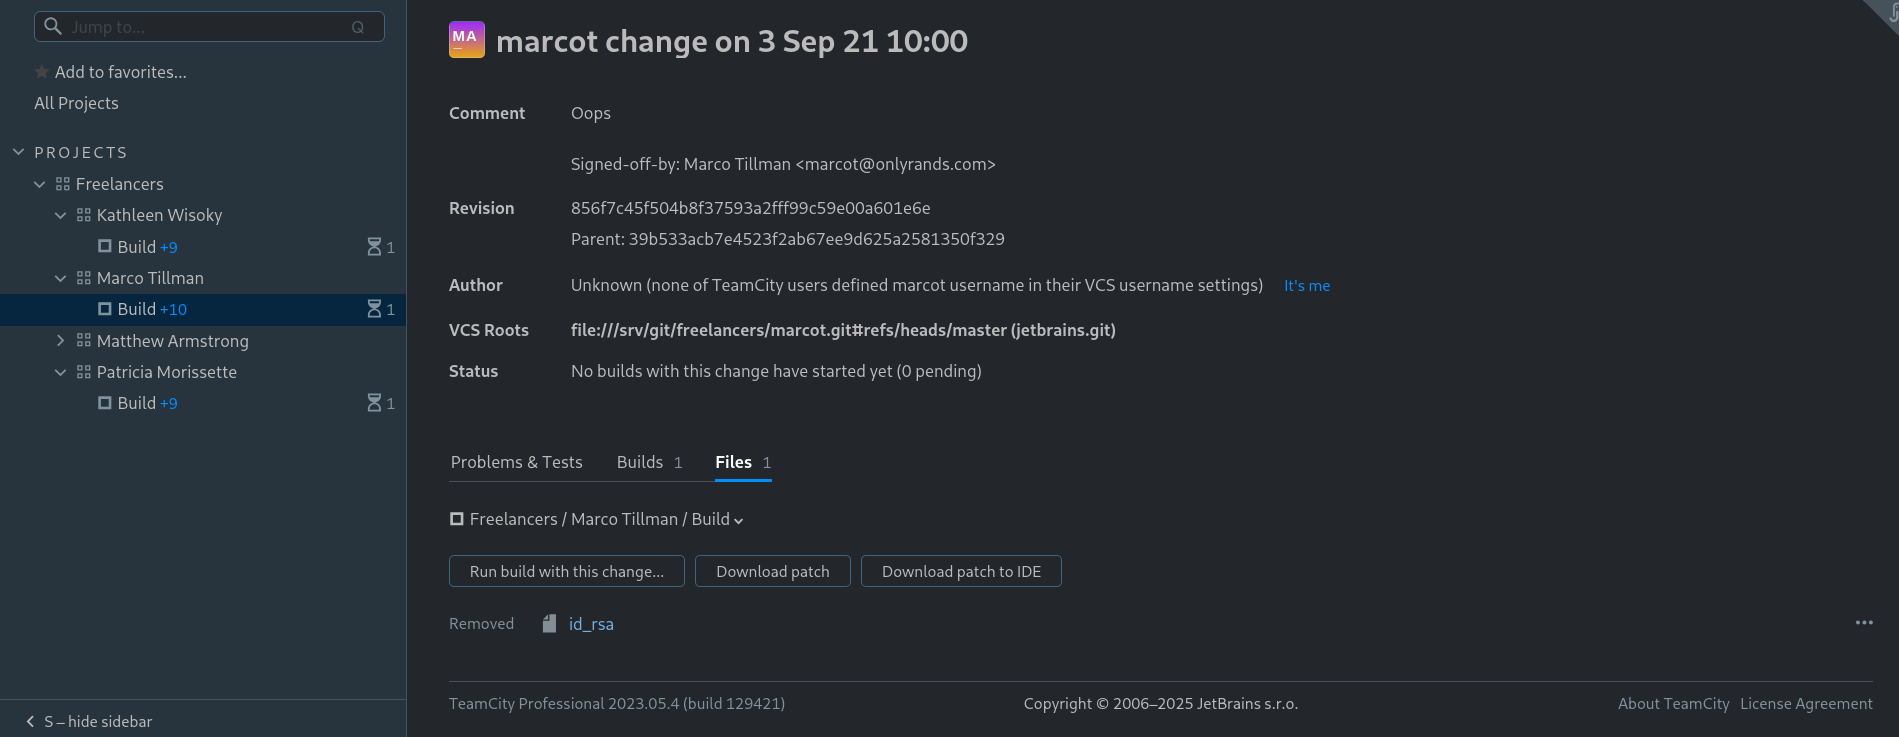 Jump to...
Q
Add to favorites...
All Projects
PROJECTS
Freelancers
Kathleen Wisoky
Build +9 1
Marco Tillman
Build +10 1
Matthew Armstrong
Patricia Morissette
Build +9 1
S – hide sidebar
MA
marcot change on 3 Sep 21 10:00
Comment Oops
Signed-off-by: Marco Tillman <marcot@onlyrands.com>
Revision 856f7c45f504b8f37593a2fff99c59e00a601e6e
Parent: 39b533acb7e4523f2ab67ee9d625a2581350f329
Author Unknown (none of TeamCity users defined marcot username in their VCS username settings) It's me
VCS Roots file:///srv/git/freelancers/marcot.git#refs/heads/master (jetbrains.git)
Status No builds with this change have started yet (0 pending)
Problems & Tests Builds 1 Files 1
Freelancers / Marco Tillman / Build
Run build with this change... Download patch Download patch to IDE
Removed id_rsa
TeamCity Professional 2023.05.4 (build 129421) Copyright © 2006–2025 JetBrains s.r.o. About TeamCity License Agreement